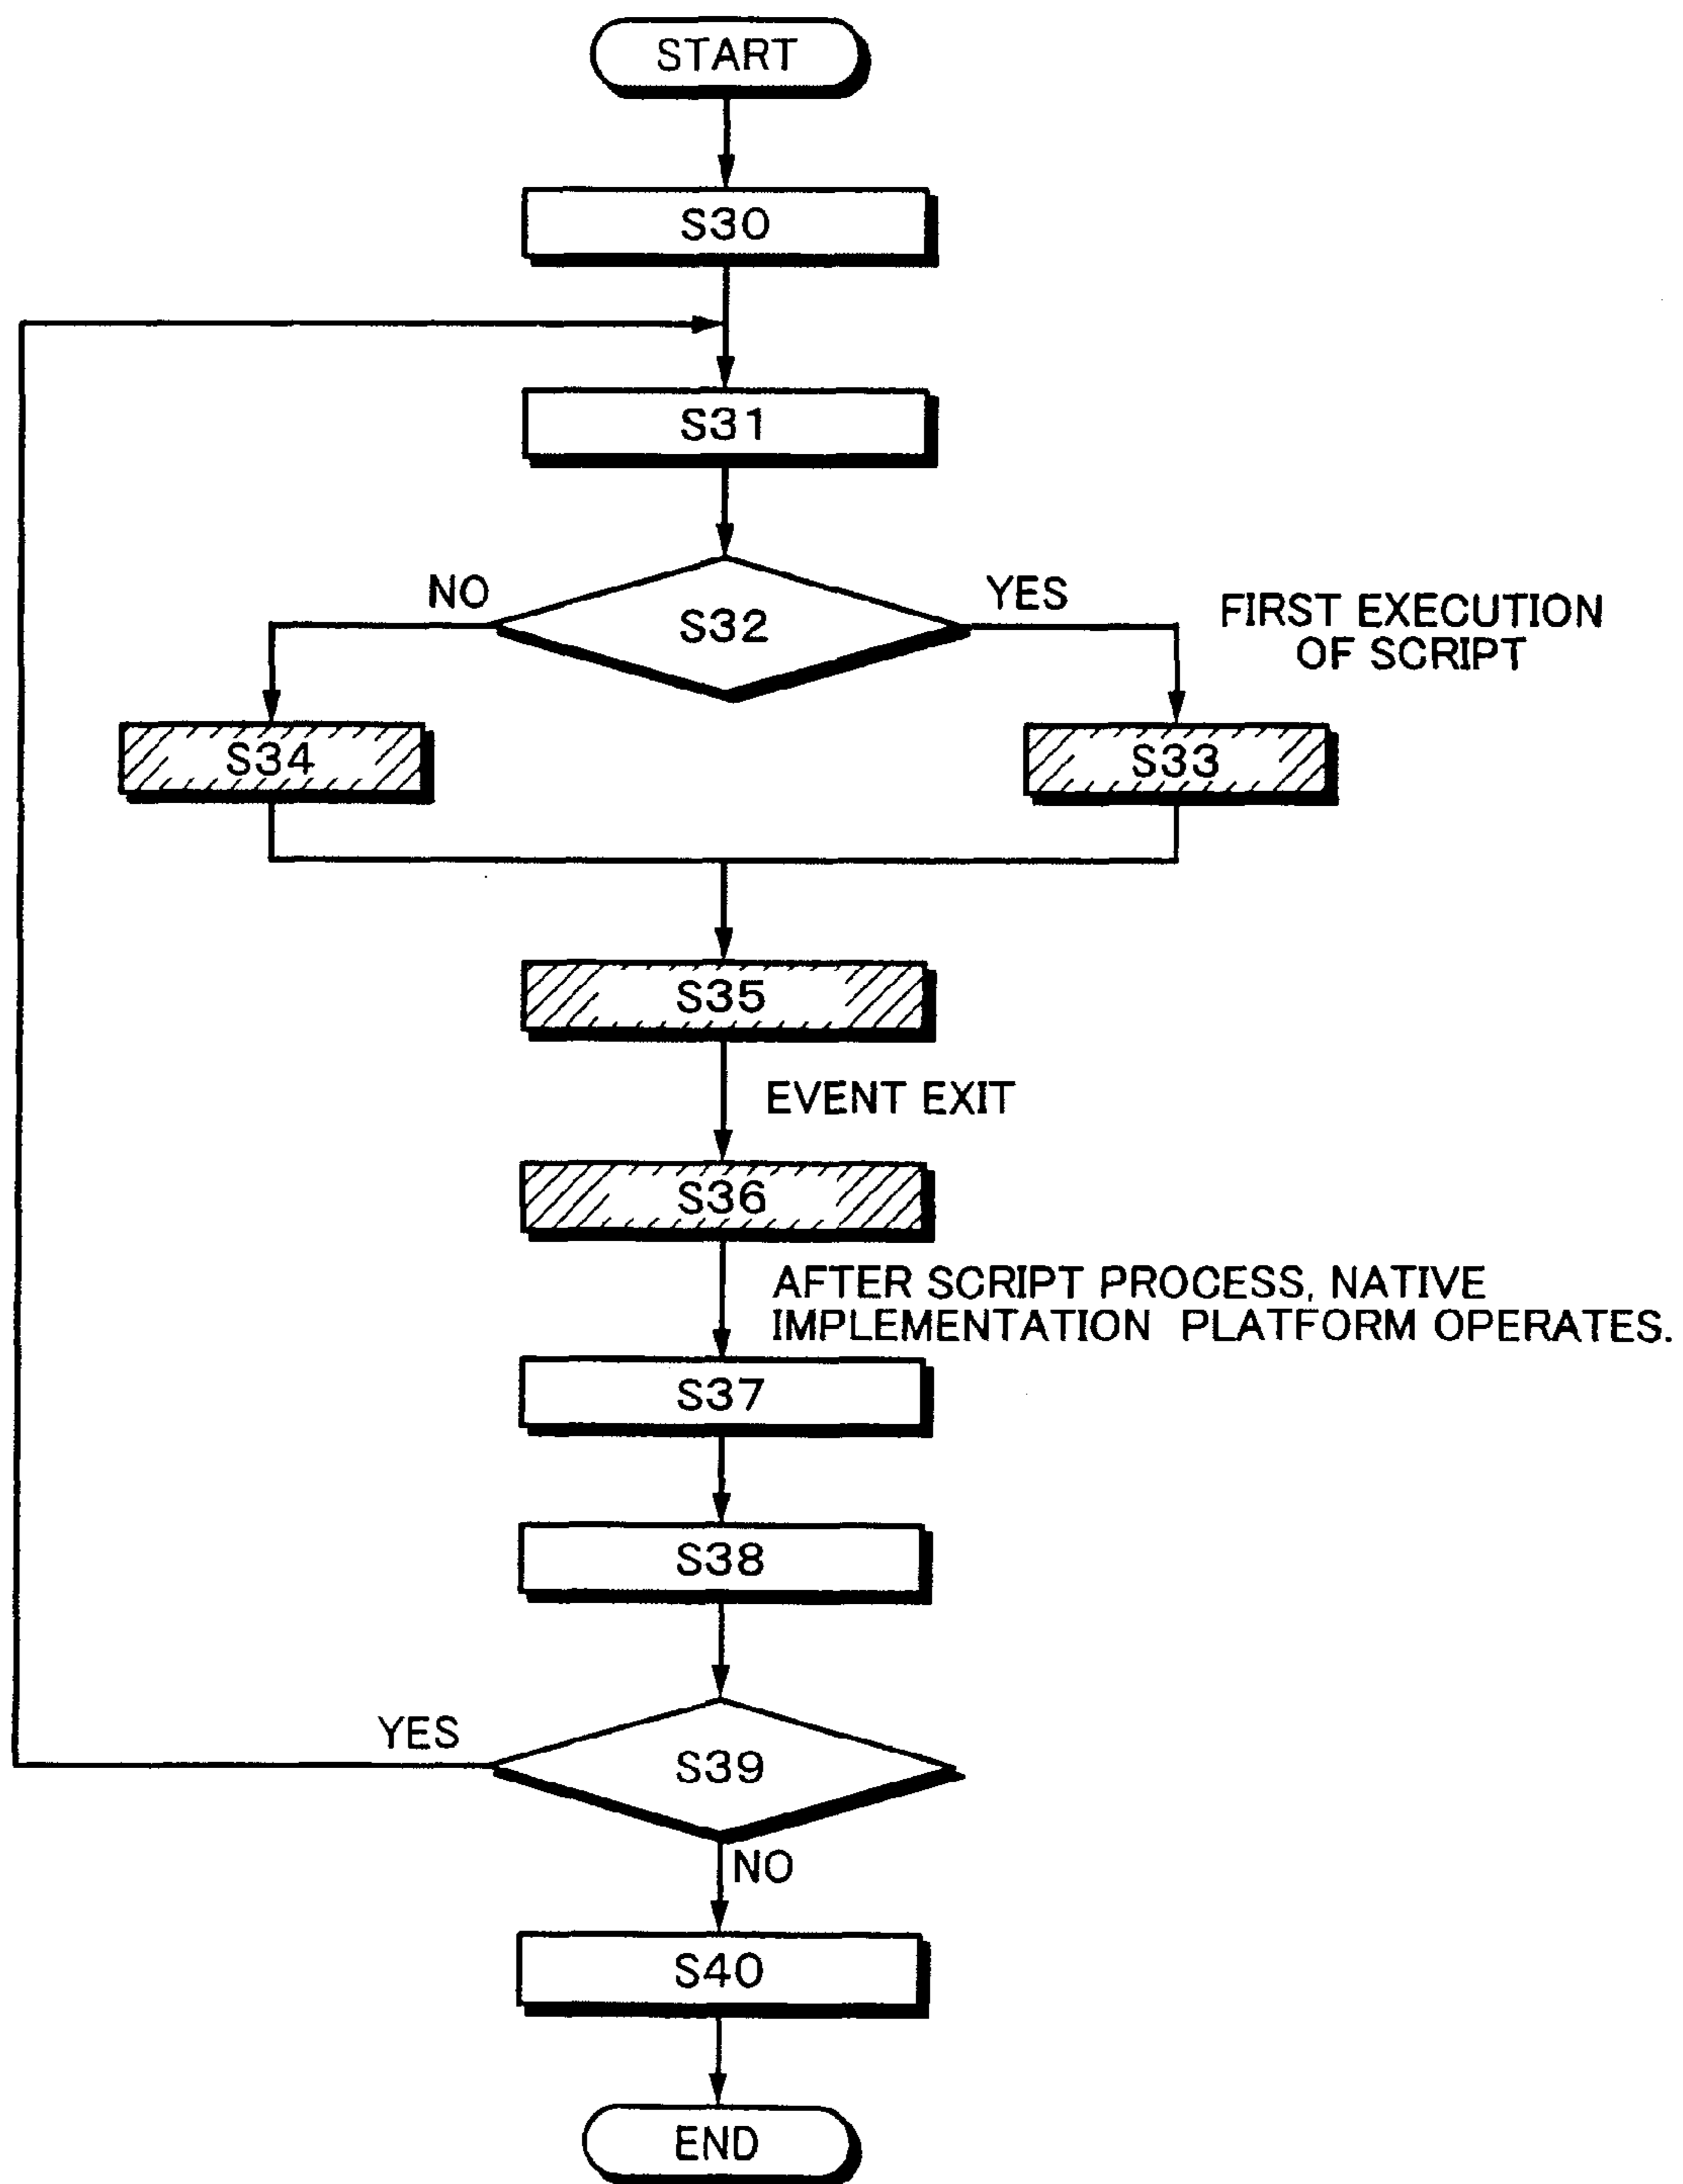 START
S30
S31
NO
YES
S32
FIRST EXECUTION
OF SCRIPT
S34
S33
S35
EVENT EXIT
S36
AFTER SCRIPT PROCESS, NATIVE
IMPLEMENTATION PLATFORM OPERATES.
S37
S38
YES
S39
NO
S40
END